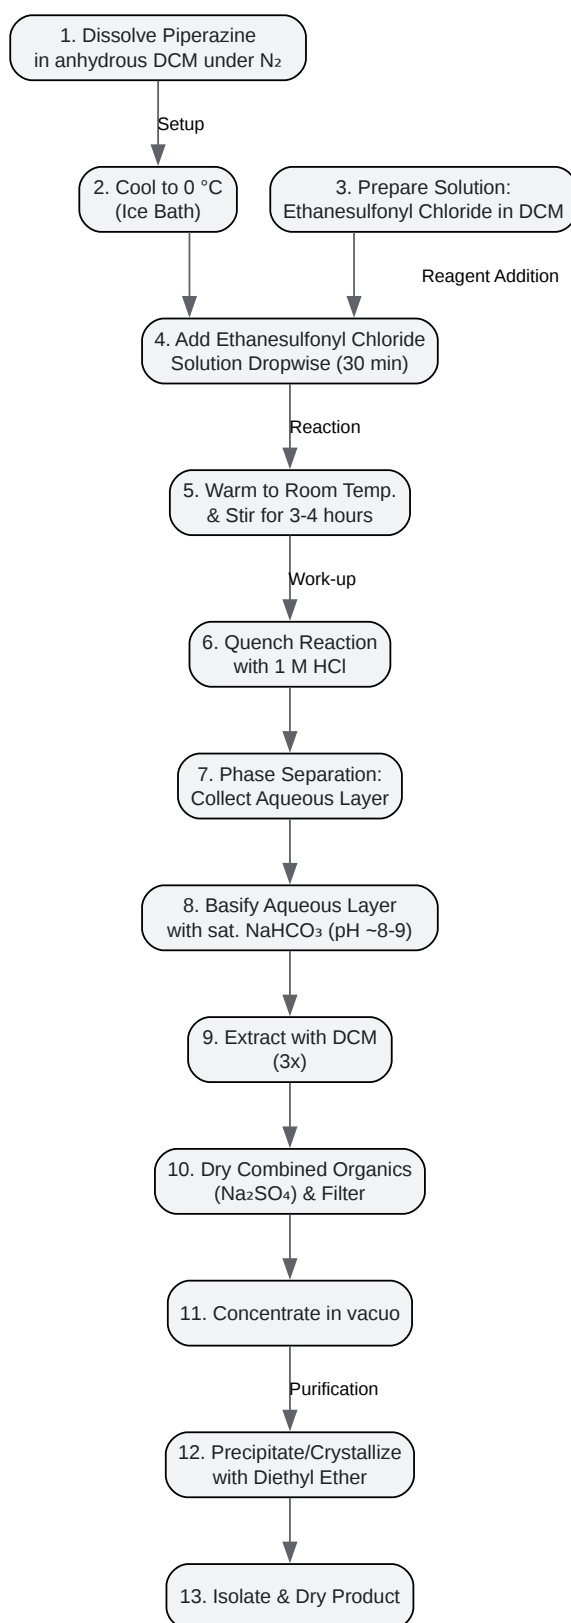 1. Dissolve Piperazine
in anhydrous DCM under N₂
Setup
2. Cool to 0 °C
(Ice Bath)
3. Prepare Solution:
Ethanesulfonyl Chloride in DCM
Reagent Addition
4. Add Ethanesulfonyl Chloride
Solution Dropwise (30 min)
Reaction
5. Warm to Room Temp.
& Stir for 3-4 hours
Work-up
6. Quench Reaction
with 1 M HCl
7. Phase Separation:
Collect Aqueous Layer
8. Basify Aqueous Layer
with sat. NaHCO₃ (pH ~8-9)
9. Extract with DCM
(3x)
10. Dry Combined Organics
(Na₂SO₄) & Filter
11. Concentrate in vacuo
Purification
12. Precipitate/Crystallize
with Diethyl Ether
13. Isolate & Dry Product